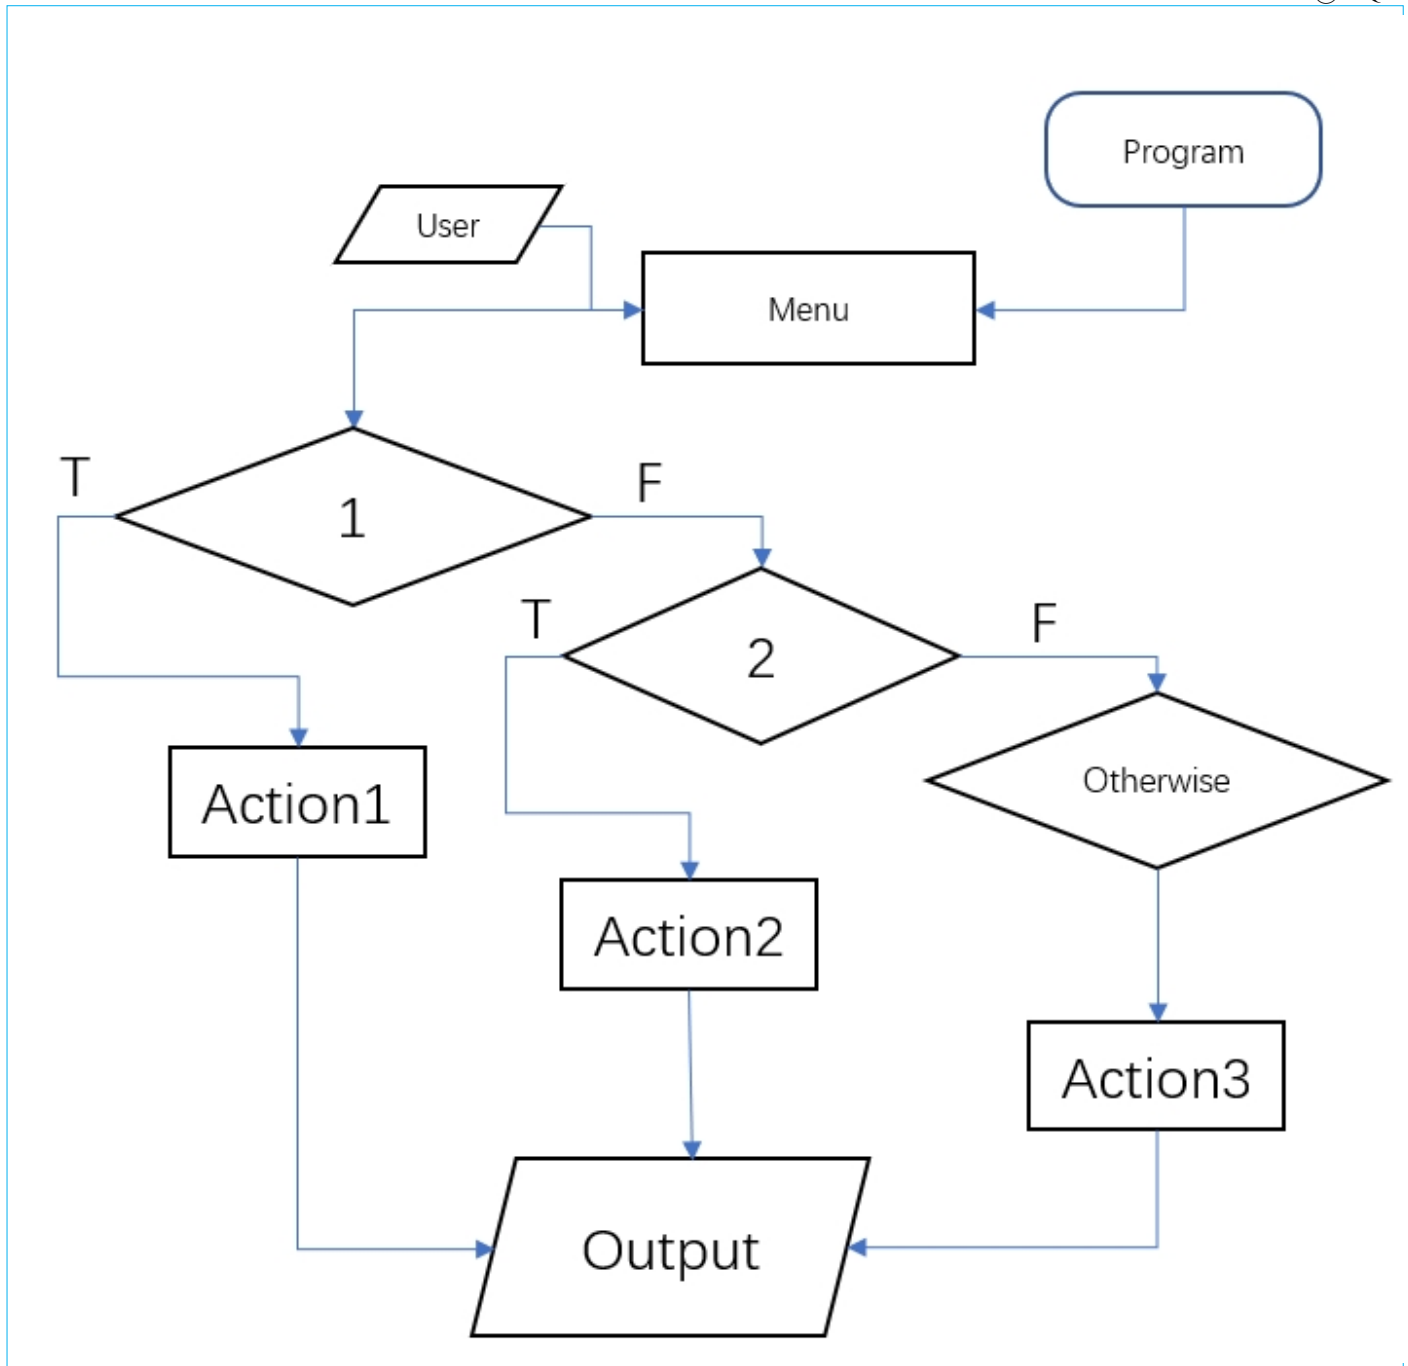 Program
User
Menu
T
F
1
T
F
2
Otherwise
Action1
Action2
Action3
Output